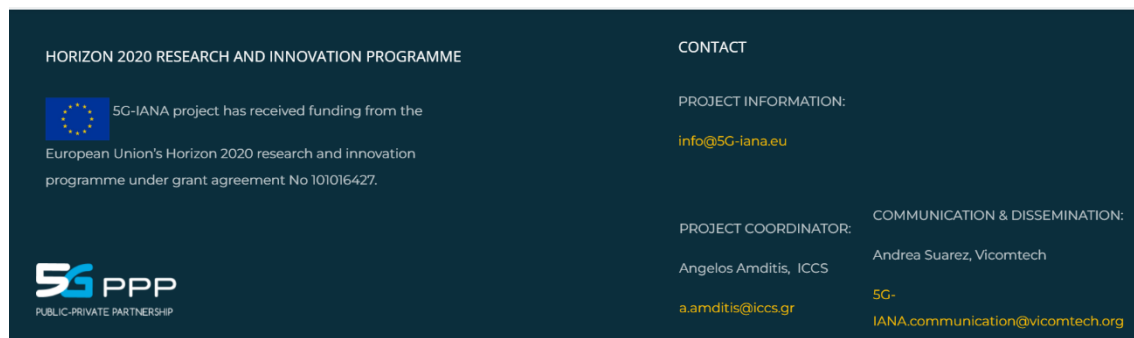 HORIZON 2020 RESEARCH AND INNOVATION PROGRAMME
5G-IANA project has received funding from the
European Union's Horizon 2020 research and innovation
programme under grant agreement No 101016427.
5G PPP
PUBLIC-PRIVATE PARTNERSHIP
CONTACT
PROJECT INFORMATION:
info@5G-iana.eu
PROJECT COORDINATOR:
Angelos Amditis, ICCS
a.amditis@iccs.gr
COMMUNICATION & DISSEMINATION:
Andrea Suarez, Vicomtech
5G-
IANA.communication@vicomtech.org